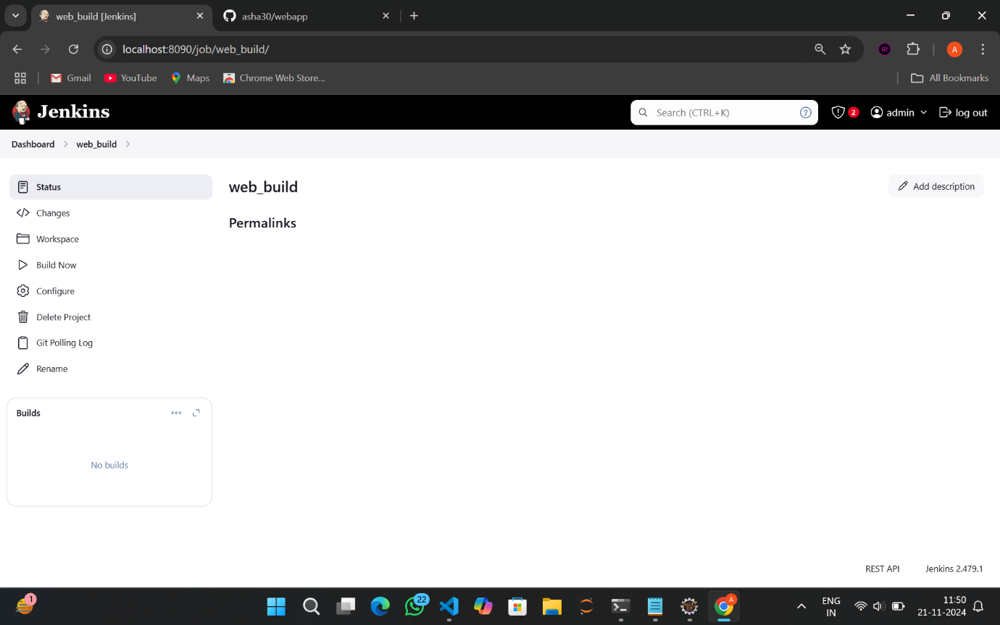 web_build [Jenkins]
asha30/webapp
localhost:8090/job/web_build/
A
Gmail
YouTube
Maps
Chrome Web Store...
All Bookmarks
Jenkins
Search (CTRL+K)
?
2
admin
log out
Dashboard
web_build
Status
Changes
Workspace
Build Now
Configure
Delete Project
Git Polling Log
Rename
web_build
Add description
Permalinks
Builds
No builds
REST API
Jenkins 2.479.1
1
22
A
ENG
IN
11:50
21-11-2024